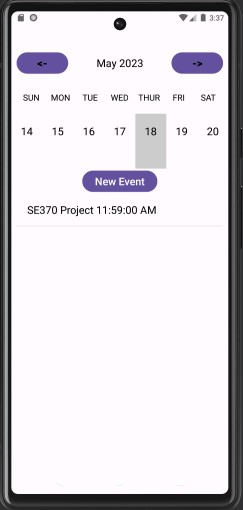 3:37
<- May 2023 ->
SUN MON TUE WED THUR FRI SAT
14 15 16 17 18 19 20
New Event
SE370 Project 11:59:00 AM